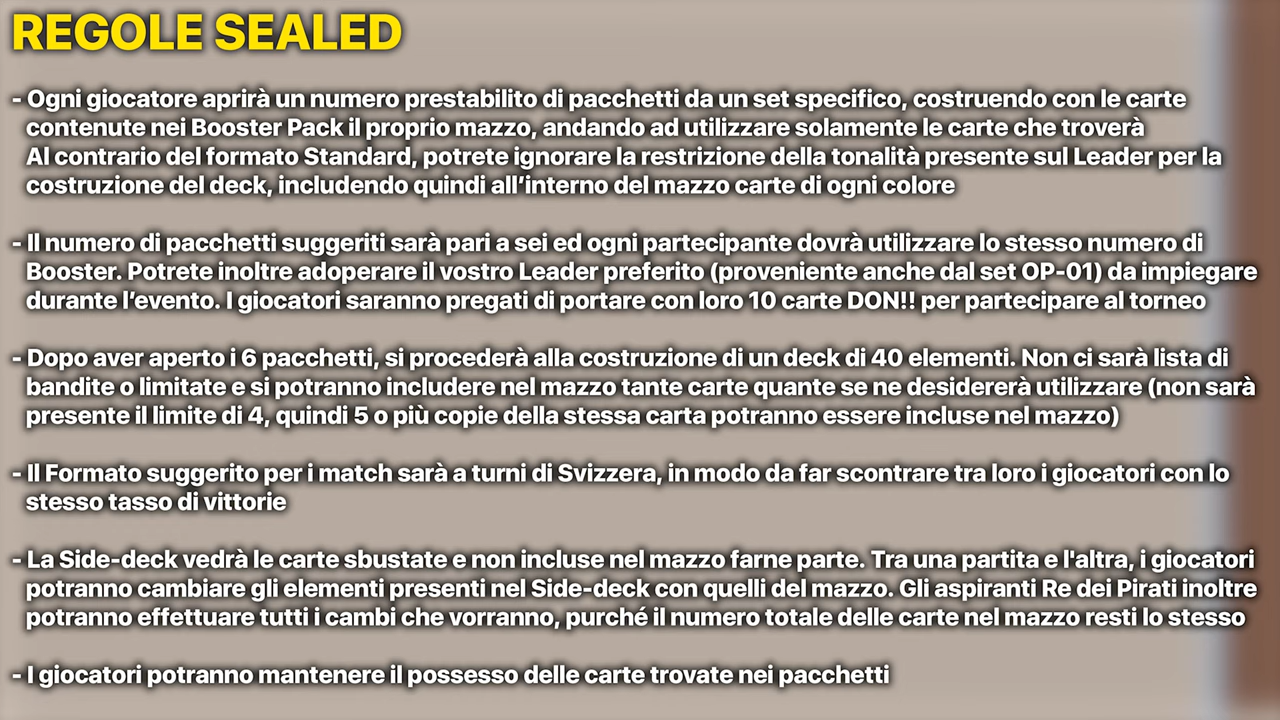 REGOLE SEALED
- Ogni giocatore aprirà un numero prestabilito di pacchetti da un set specifico, costruendo con le carte
contenute nei Booster Pack il proprio mazzo, andando ad utilizzare solamente le carte che troverà
Al contrario del formato Standard, potrete ignorare la restrizione della tonalità presente sul Leader per la
costruzione del deck, includendo quindi all'interno del mazzo carte di ogni colore
- Il numero di pacchetti suggeriti sarà pari a sei ed ogni partecipante dovrà utilizzare lo stesso numero di
Booster. Potrete inoltre adoperare il vostro Leader preferito (proveniente anche dal set OP-01) da impiegare
durante l'evento. I giocatori saranno pregati di portare con loro 10 carte DON!! per partecipare al torneo
- Dopo aver aperto i 6 pacchetti, si procederà alla costruzione di un deck di 40 elementi. Non ci sarà lista di
bandite o limitate e si potranno includere nel mazzo tante carte quante se ne desidererà utilizzare (non sarà
presente il limite di 4, quindi 5 o più copie della stessa carta potranno essere incluse nel mazzo)
- Il Formato suggerito per i match sarà a turni di Svizzera, in modo da far scontrare tra loro i giocatori con lo
stesso tasso di vittorie
- La Side-deck vedrà le carte sbustate e non incluse nel mazzo farne parte. Tra una partita e l'altra, i giocatori
potranno cambiare gli elementi presenti nel Side-deck con quelli del mazzo. Gli aspiranti Re dei Pirati inoltre
potranno effettuare tutti i cambi che vorranno, purché il numero totale delle carte nel mazzo resti lo stesso
- I giocatori potranno mantenere il possesso delle carte trovate nei pacchetti